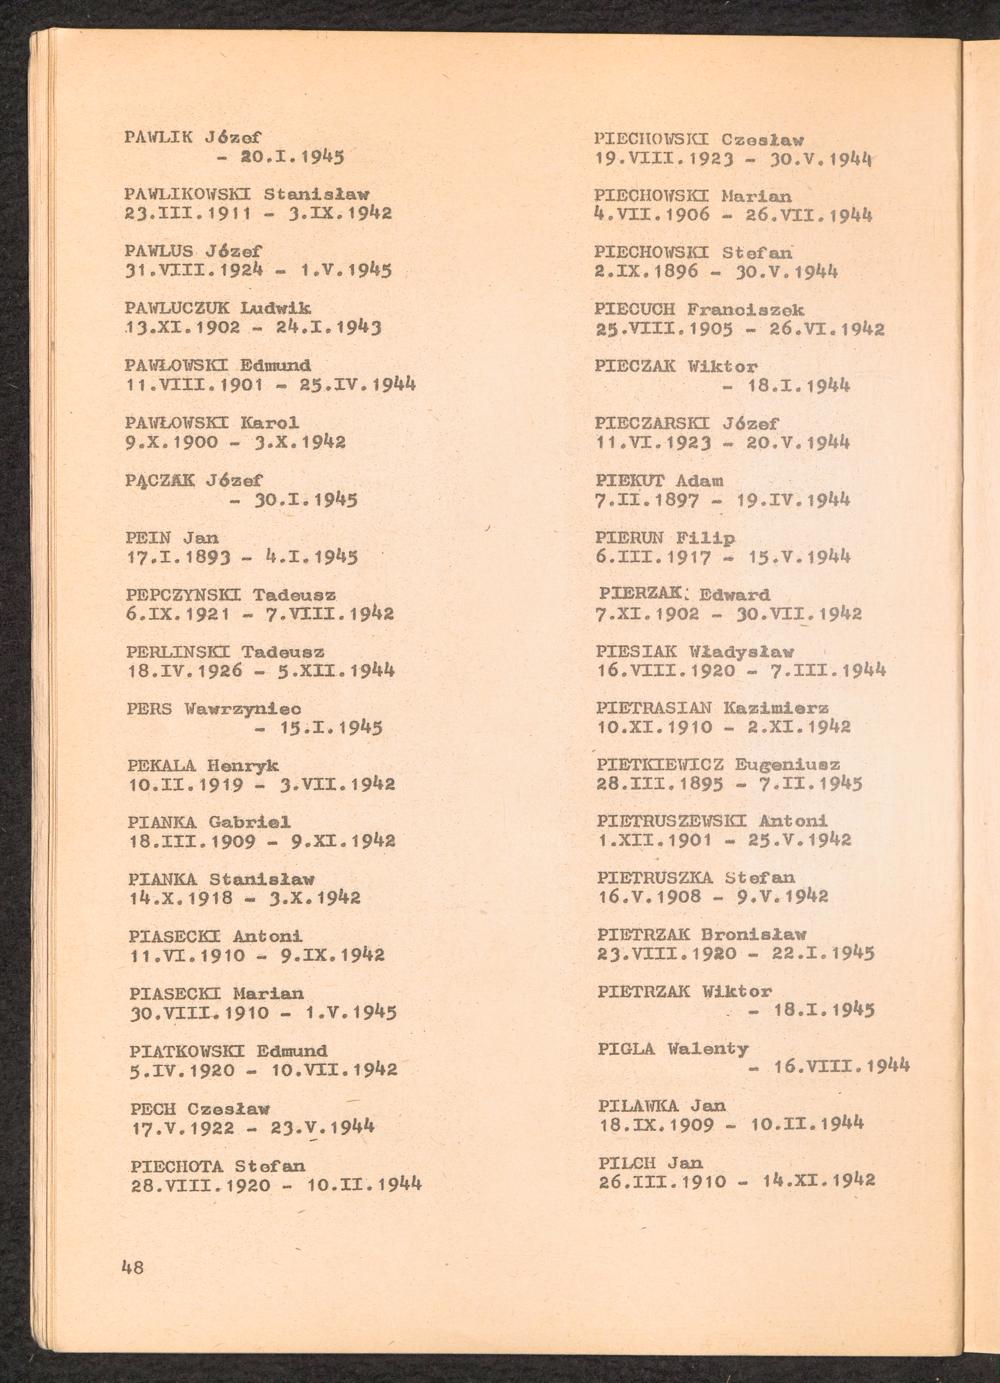 PAWLIK Józef
- 20.I.1945
PAWLIKOWSKI Stanisław
23.III.1911 - 3.IX.1942
PAWLUS Józef
31.VIII.1924 - 1.V.1945
PAWLUCZUK Ludwik
13.XI.1902 - 24.I.1943
PAWŁOWSKI Edmund
11.VIII.1901 - 25.IV.1944
PAWŁOWSKI Karol
9.X.1900 - 3.X.1942
PĄCZAK Józef
- 30.I.1945
PEIN Jan
17.I.1893 - 4.I.1945
PEPCZYNSKI Tadeusz
6.IX.1921 - 7.VIII.1942
PERLINSKI Tadeusz
18.IV.1926 - 5.XII.1944
PERS Wawrzyniec
- 15.I.1945
PEKALA Henryk
10.II.1919 - 3.VII.1942
PIANKA Gabriel
18.III.1909 - 9.XI.1942
PIANKA Stanisław
14.X.1918 - 3.X.1942
PIASECKI Antoni
11.VI.1910 - 9.IX.1942
PIASECKI Marian
30.VIII.1910 - 1.V.1945
PIATKOWSKI Edmund
5.IV.1920 - 10.VII.1942
PECH Czesław
17.V.1922 - 23.V.1944
PIECHOTA Stefan
28.VIII.1920 - 10.II.1944
PIECHOWSKI Czesław
19.VIII.1923 - 30.V.1944
PIECHOWSKI Marian
4.VII.1906 - 26.VII.1944
PIECHOWSKI Stefan
2.IX.1896 - 30.V.1944
PIECUCH Franciszek
25.VIII.1905 - 26.VI.1942
PIECZAK Wiktor
- 18.I.1944
PIECZARSKI Józef
11.VI.1923 - 20.V.1944
PIEKUT Adam
7.II.1897 - 19.IV.1944
PIERUN Filip
6.III.1917 - 15.V.1944
PIERZAK Edward
7.XI.1902 - 30.VII.1942
PIESIAK Władysław
16.VIII.1920 - 7.III.1944
PIETRASIAN Kazimierz
10.XI.1910 - 2.XI.1942
PIETKIEWICZ Eugeniusz
28.III.1895 - 7.II.1945
PIETRUSZEWSKI Antoni
1.XII.1901 - 25.V.1942
PIETRUSZKA Stefan
16.V.1908 - 9.V.1942
PIETRZAK Bronisław
23.VIII.1920 - 22.I.1945
PIETRZAK Wiktor
- 18.I.1945
PIGLA Walenty
- 16.VIII.1944
PILAWKA Jan
18.IX.1909 - 10.II.1944
PILCH Jan
26.III.1910 - 14.XI.1942
48